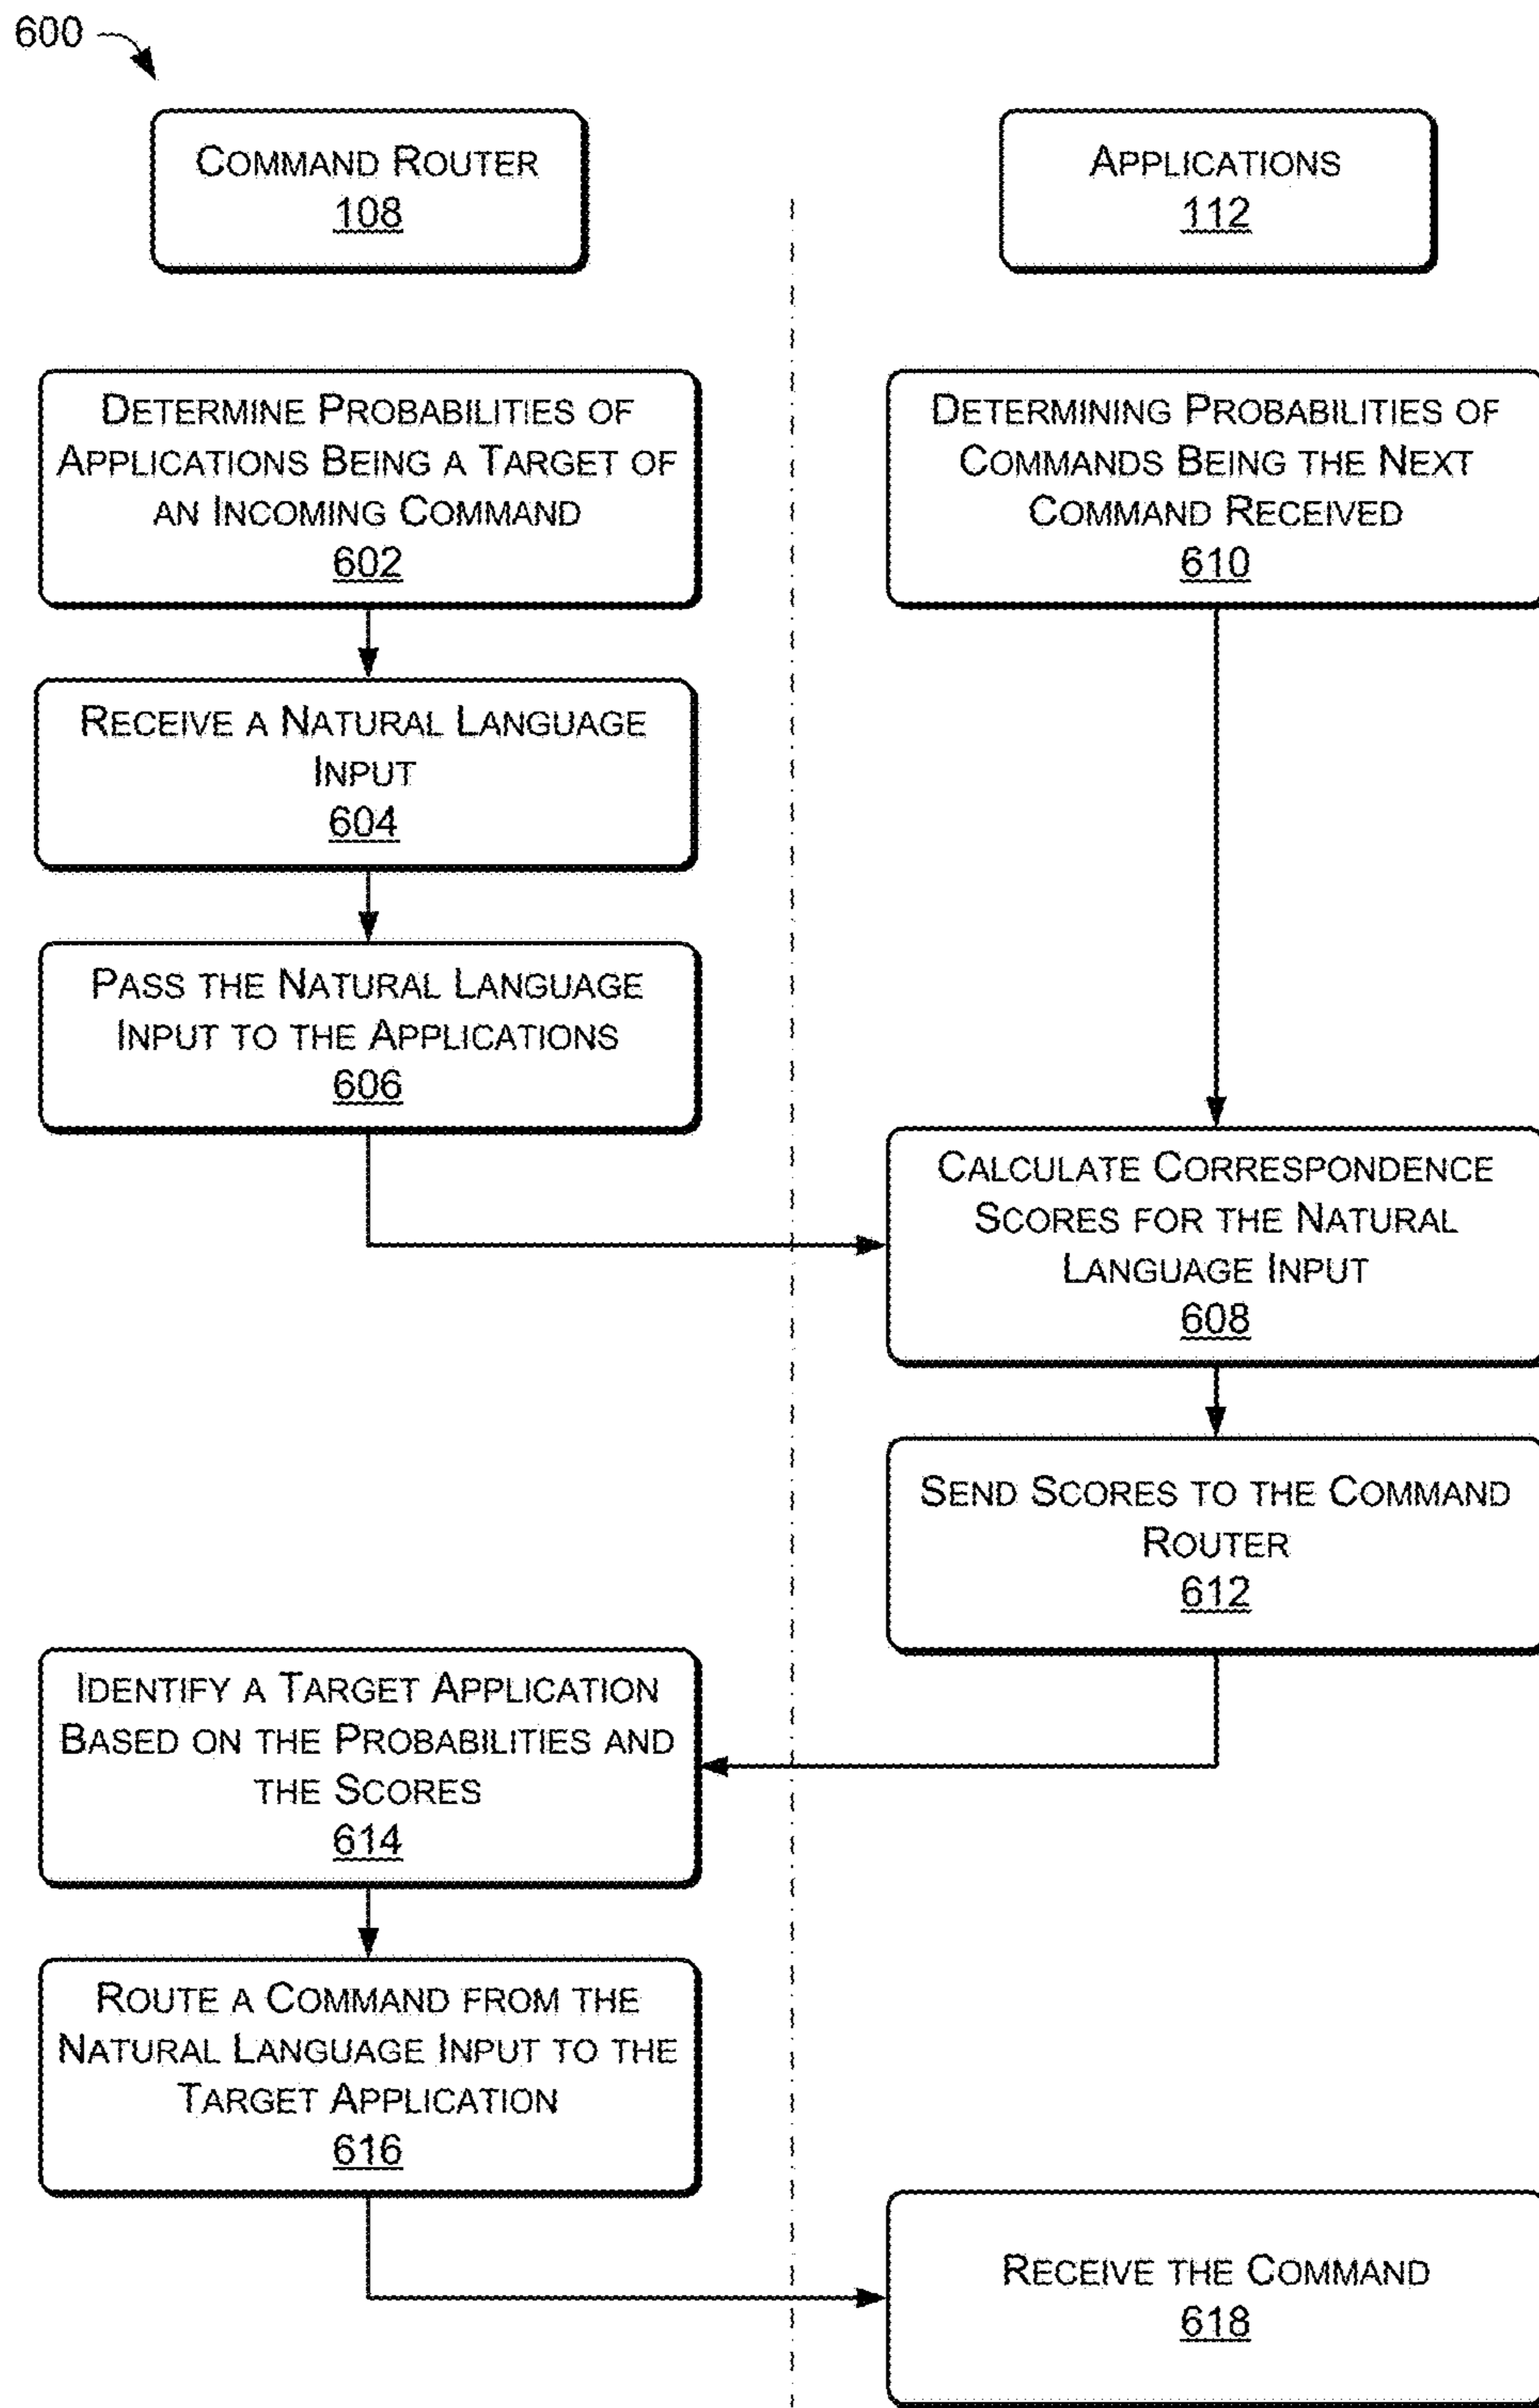 600
COMMAND ROUTER
108
APPLICATIONS
112
DETERMINE PROBABILITIES OF
APPLICATIONS BEING A TARGET OF
AN INCOMING COMMAND
602
DETERMINING PROBABILITIES OF
COMMANDS BEING THE NEXT
COMMAND RECEIVED
610
RECEIVE A NATURAL LANGUAGE
INPUT
604
PASS THE NATURAL LANGUAGE
INPUT TO THE APPLICATIONS
606
CALCULATE CORRESPONDENCE
SCORES FOR THE NATURAL
LANGUAGE INPUT
608
SEND SCORES TO THE COMMAND
ROUTER
612
IDENTIFY A TARGET APPLICATION
BASED ON THE PROBABILITIES AND
THE SCORES
614
ROUTE A COMMAND FROM THE
NATURAL LANGUAGE INPUT TO THE
TARGET APPLICATION
616
RECEIVE THE COMMAND
618